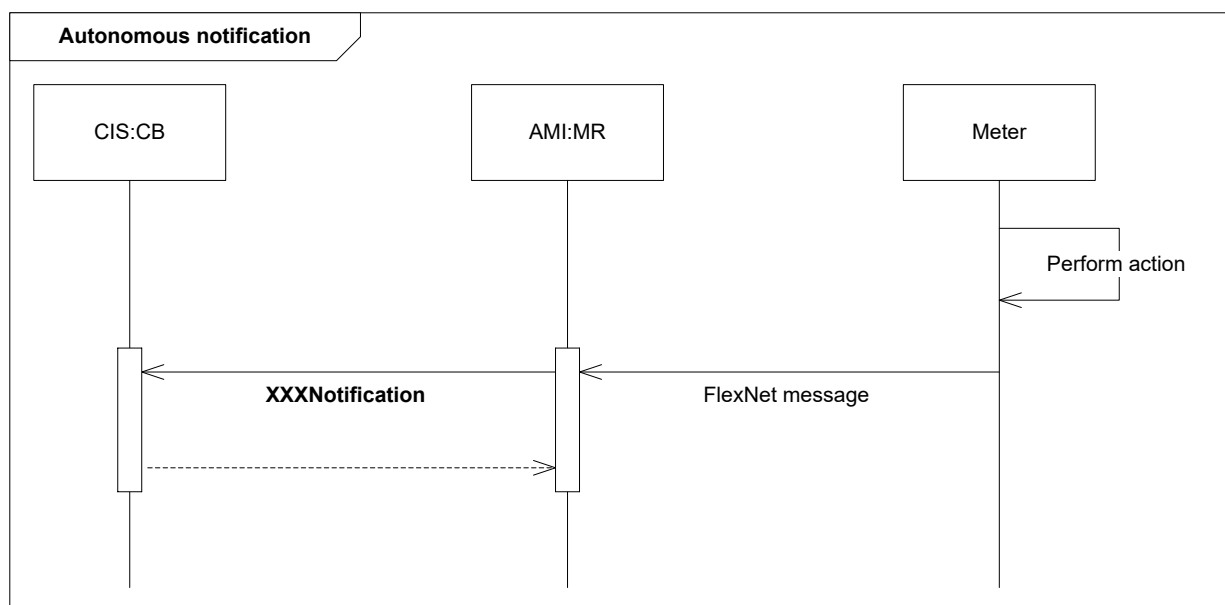 Autonomous notification
CIS:CB
AMI:MR
Meter
Perform action
XXXNotification
FlexNet message